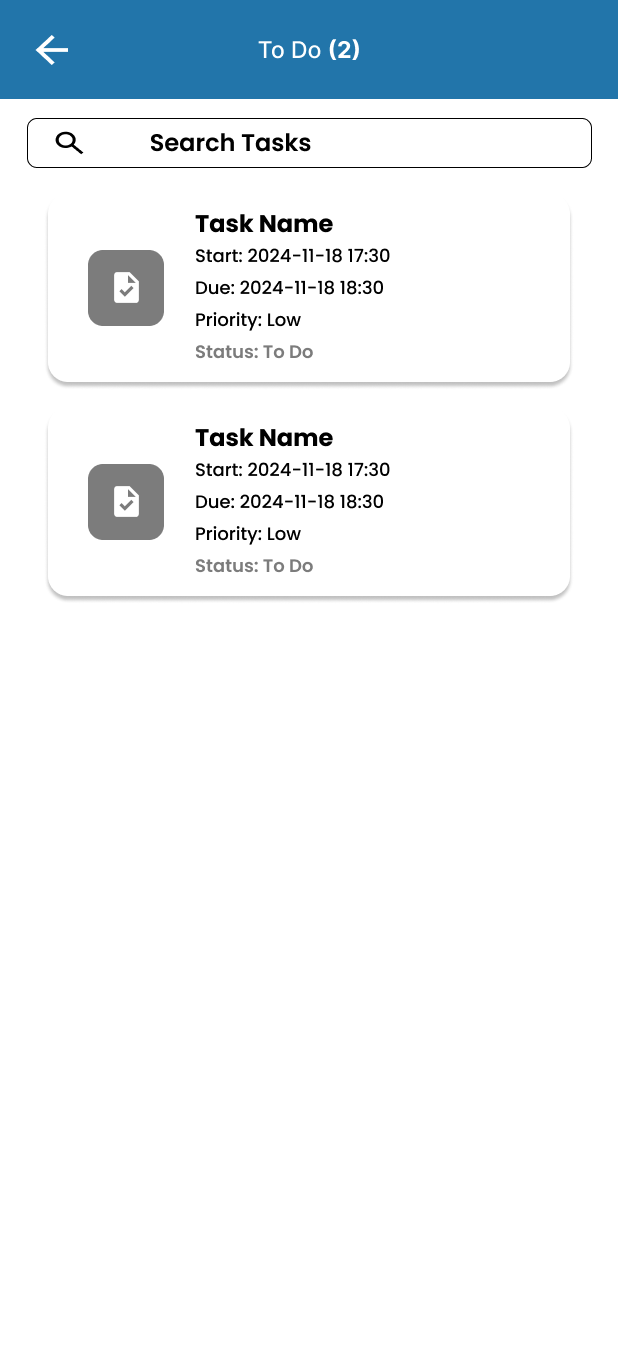 To Do (2)
Search Tasks
Task Name
Start: 2024-11-18 17:30
Due: 2024-11-18 18:30
Priority: Low
Status: To Do
Task Name
Start: 2024-11-18 17:30
Due: 2024-11-18 18:30
Priority: Low
Status: To Do